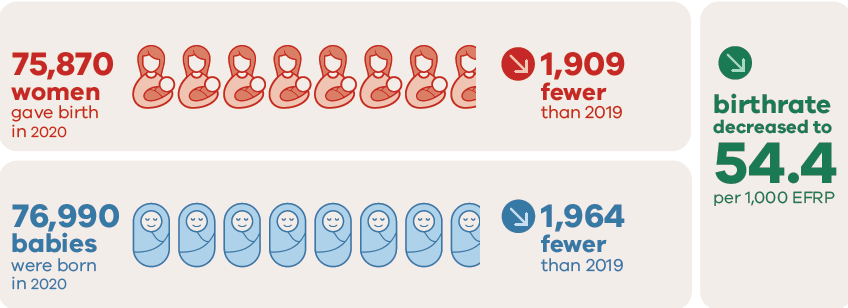 75,870
women
gave birth
in 2020
1,909
fewer
than 2019
76,990
babies
were born
in 2020
1,964
fewer
than 2019
birthrate
decreased to
54.4
per 1,000 EFRP